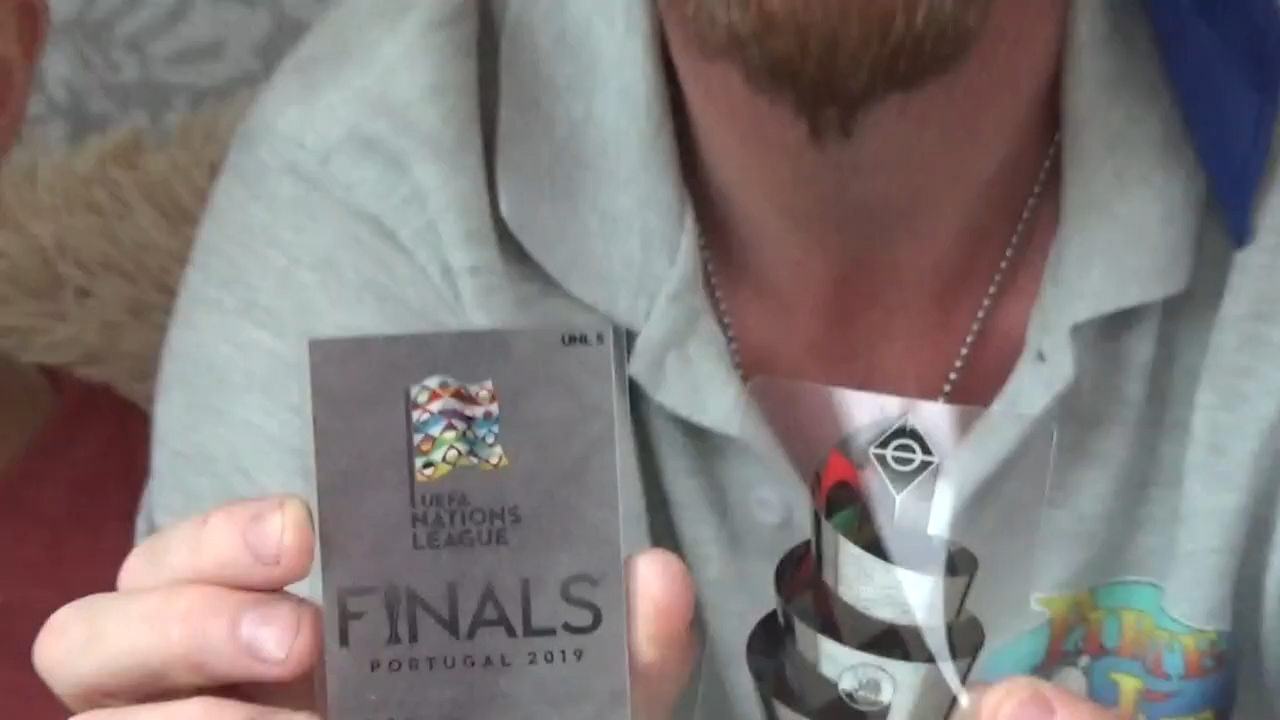 UNL 5
UEFA
NATIONS
LEAGUE
FINALS
PORTUGAL 2019